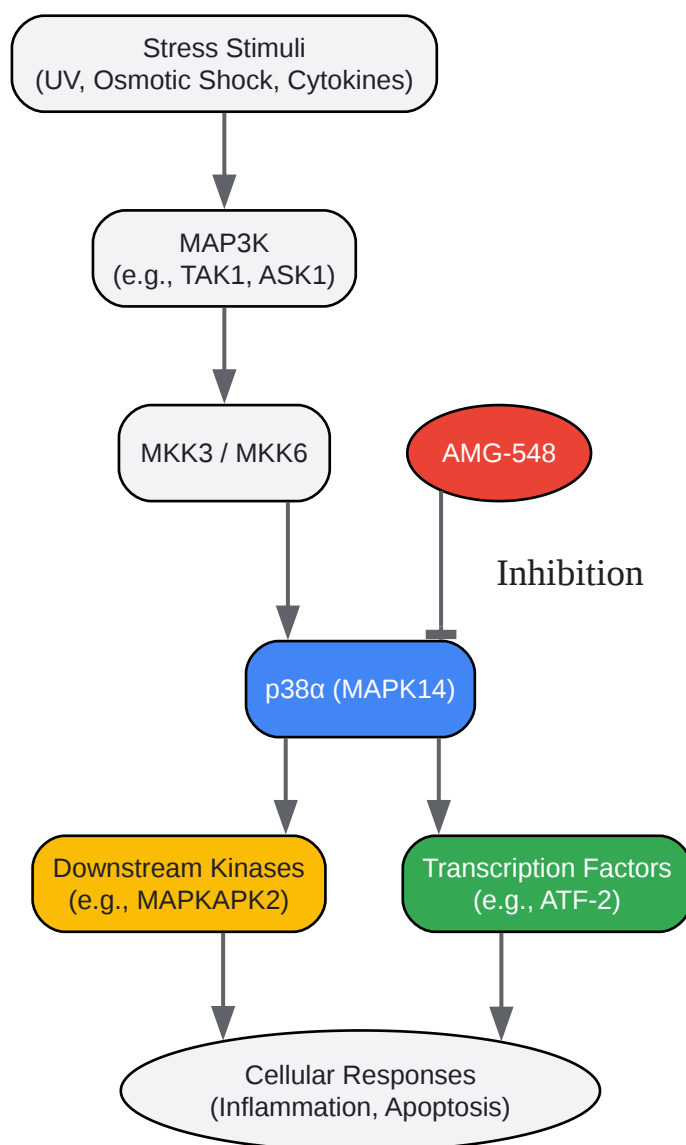 Stress Stimuli
(UV, Osmotic Shock, Cytokines)
MAP3K
(e.g., TAK1, ASK1)
MKK3 / MKK6
AMG-548
Inhibition
p38α (MAPK14)
Downstream Kinases
(e.g., MAPKAPK2)
Transcription Factors
(e.g., ATF-2)
Cellular Responses
(Inflammation, Apoptosis)